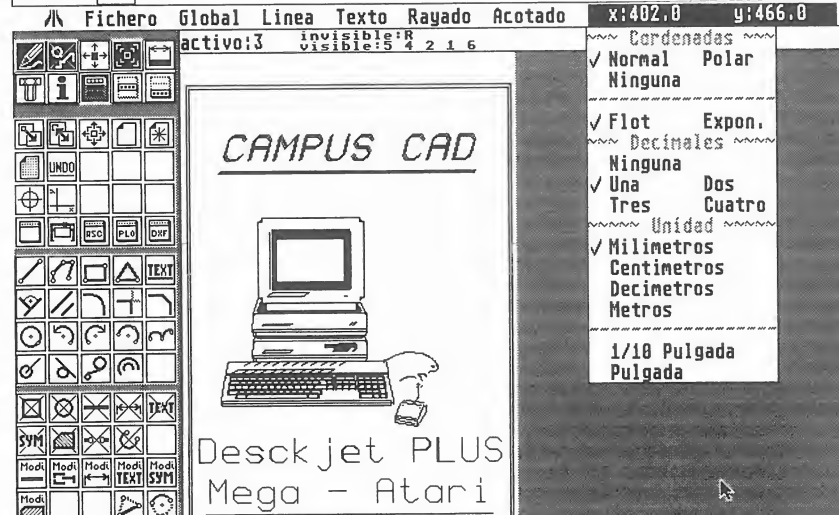 Fichero Global Linea Texto Rayado Acotado x:402.0 y:466.0
activo:3 invisible:R
visible:5 4 2 1 6
~~~ Cordenadas ~~~
√ Normal Polar
Ninguna
√ Flot Expon.
~~~ Decimales ~~~
Ninguna
√ Una Dos
Tres Cuatro
~~~~~ Unidad ~~~~~
√ Milimetros
Centimetros
Decimetros
Metros
1/10 Pulgada
Pulgada
i
UNDO
ASC PLO DXF
TEXT
TEXT
SYM
Modi Modi Modi Modi TEXT Modi SYM
Modi
CAMPUS CAD
Desckjet PLUS
Mega - Atari